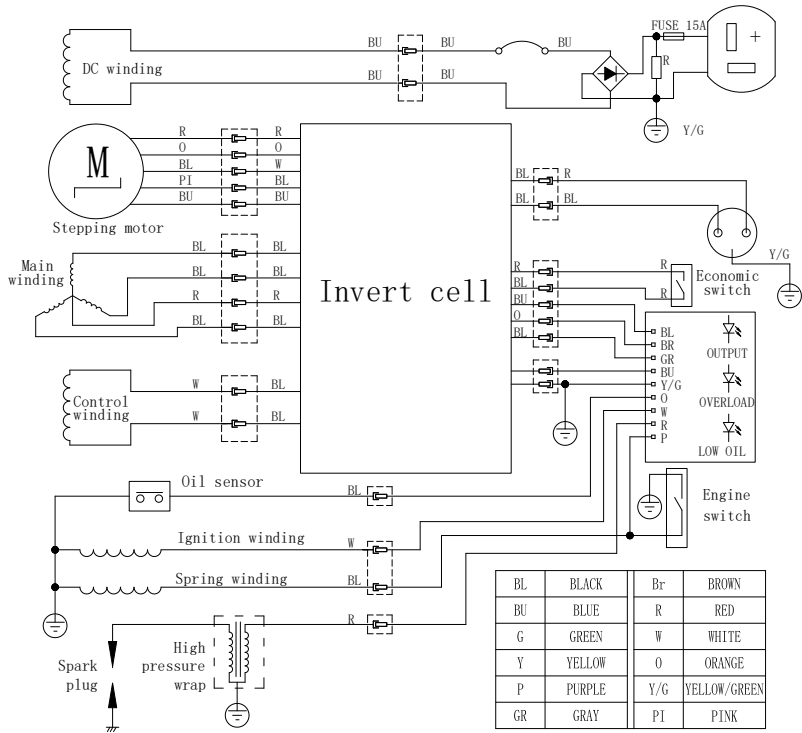 FUSE 15A
BU BU BU
DC winding
+
R
BU BU
Y/G
R R
O O
M
BL W
PI BL
BU BU
Stepping motor
BL R
BL BL
Y/G
BL BL
Main
winding
BL BL
R R
BL BL
Invert cell
R
BL
BU
O
BL
R
R
Economic
switch
BL
BR
GR
BU
Y/G
O
W
R
P
OUTPUT
OVERLOAD
LOW OIL
W BL
Control
winding
W BL
Oil sensor
BL
Engine
switch
Ignition winding
W
Spring winding
BL
R
High
pressure
wrap
Spark
plug
BL BLACK Br BROWN
BU BLUE R RED
G GREEN W WHITE
Y YELLOW O ORANGE
P PURPLE Y/G YELLOW/GREEN
GR GRAY PI PINK